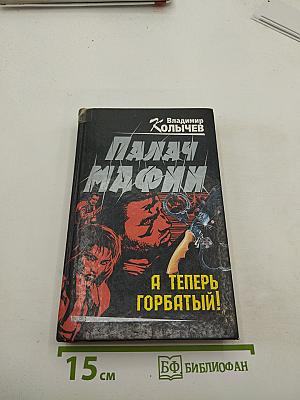 Владимир
Колычев
Палач
мафии
А ТЕПЕРЬ
ГОРБАТЫЙ!
15 см
БФ БИБЛИОФАН